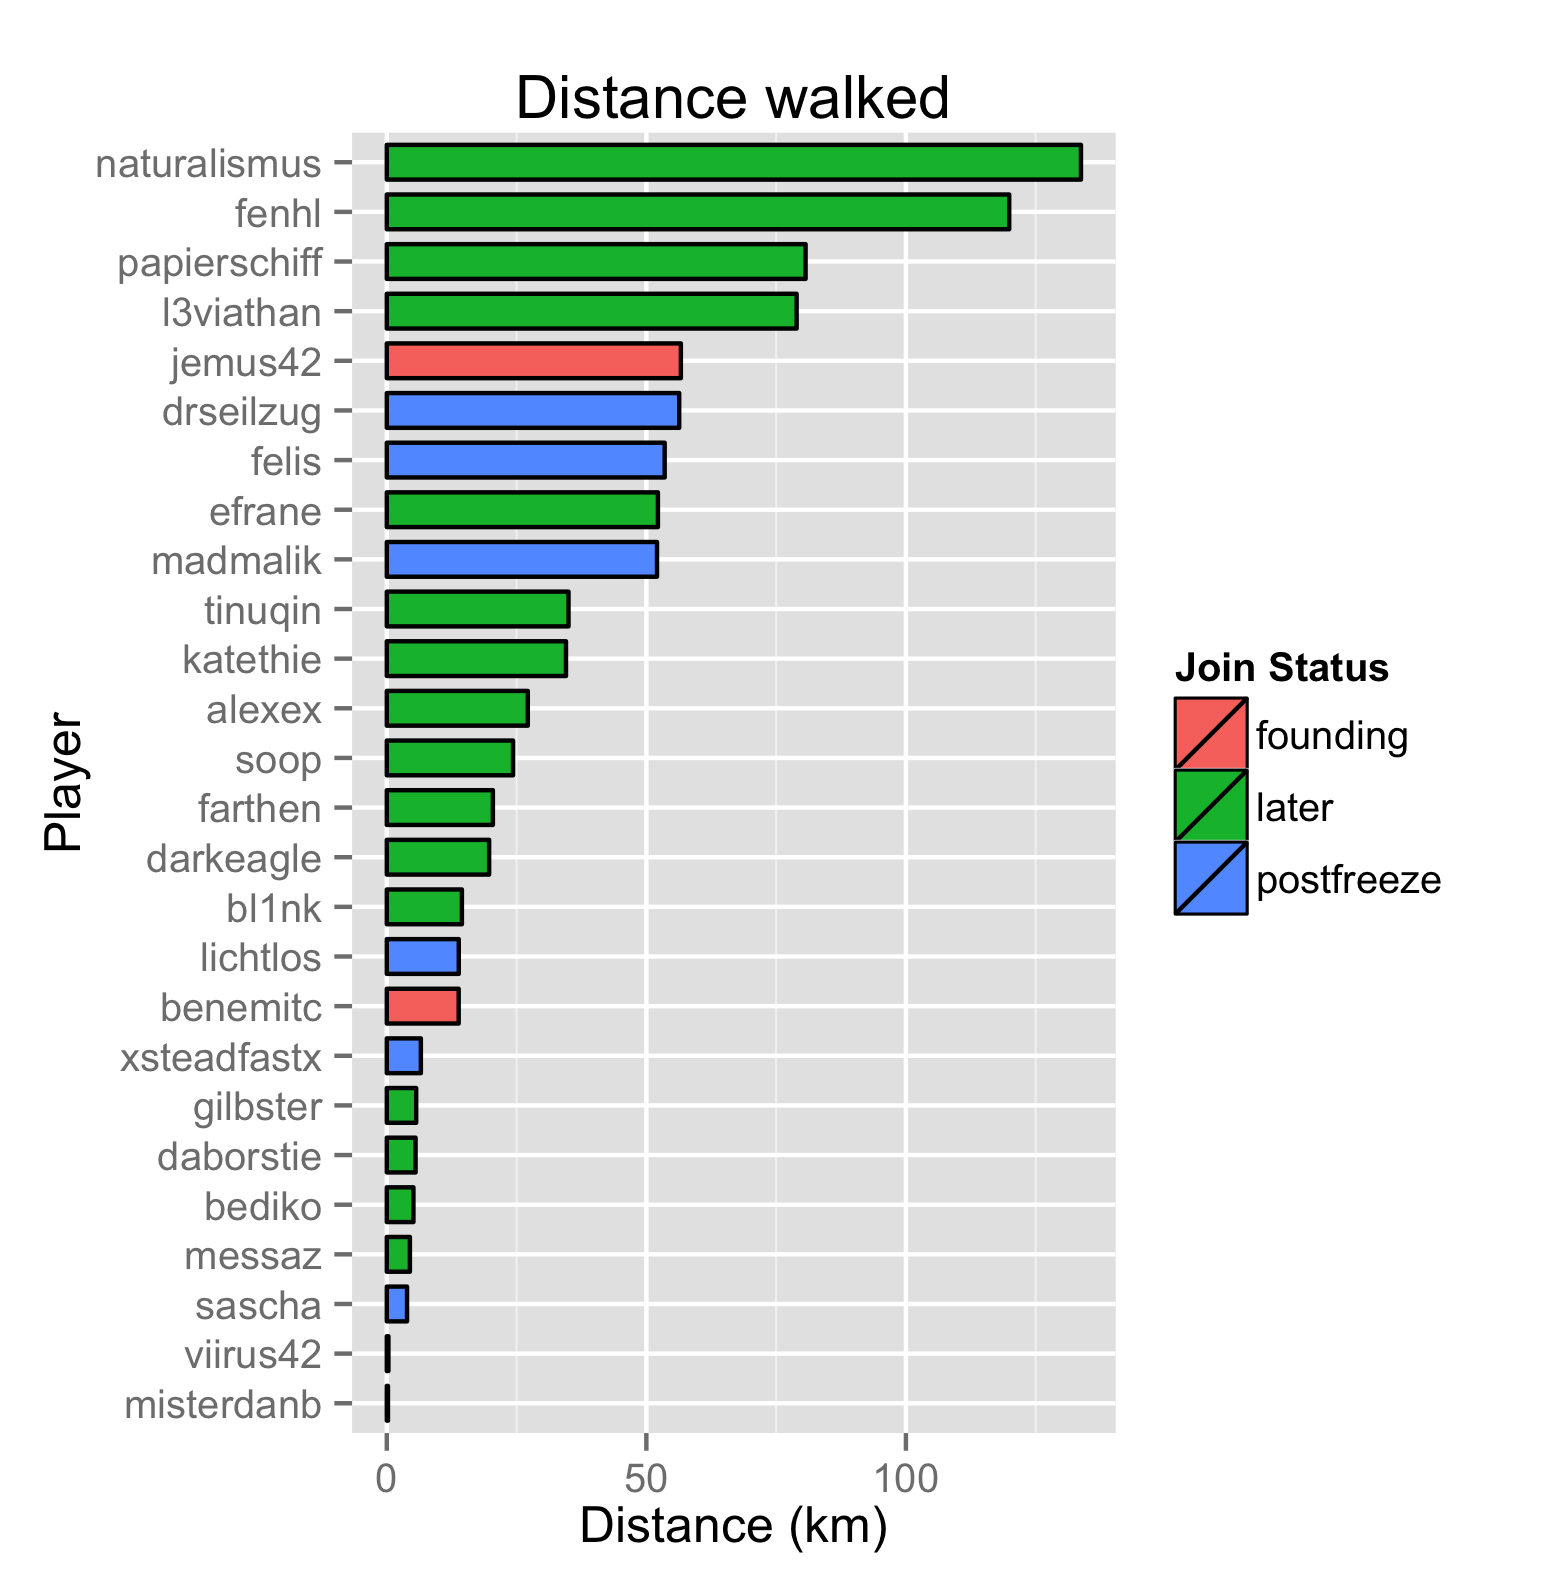 Distance walked
naturalismus
fenhl
papierschiff
l3viathan
jemus42
drseilzug
felis
efrane
madmalik
tinuqin
katethie
alexex
soop
farthen
darkeagle
bl1nk
lichtlos
benemitc
xsteadfastx
gilbster
daborstie
bediko
messaz
sascha
viirus42
misterdanb
Player
0 50 100
Distance (km)
Join Status
founding
later
postfreeze